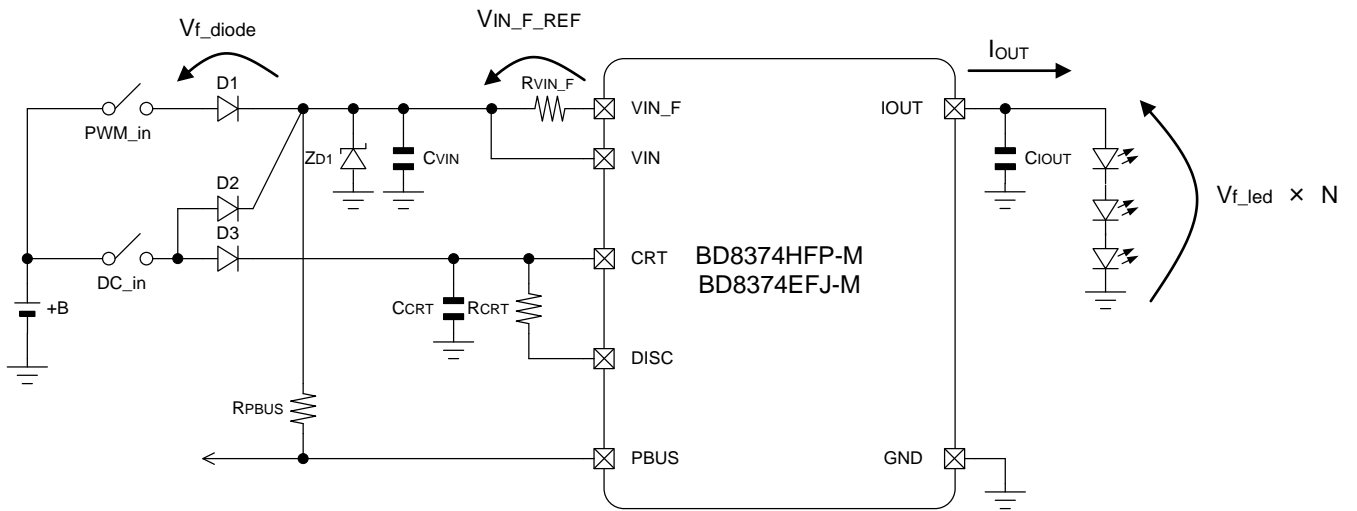 Vf_diode
VIN_F_REF
IOUT
D1
RVIN_F
PWM_in
VIN_F
IOUT
ZD1
CVIN
VIN
CIOUT
D2
Vf_led × N
D3
DC_in
CRT
BD8374HFP-M
BD8374EFJ-M
+B
CCRT
RCRT
DISC
RPBUS
PBUS
GND